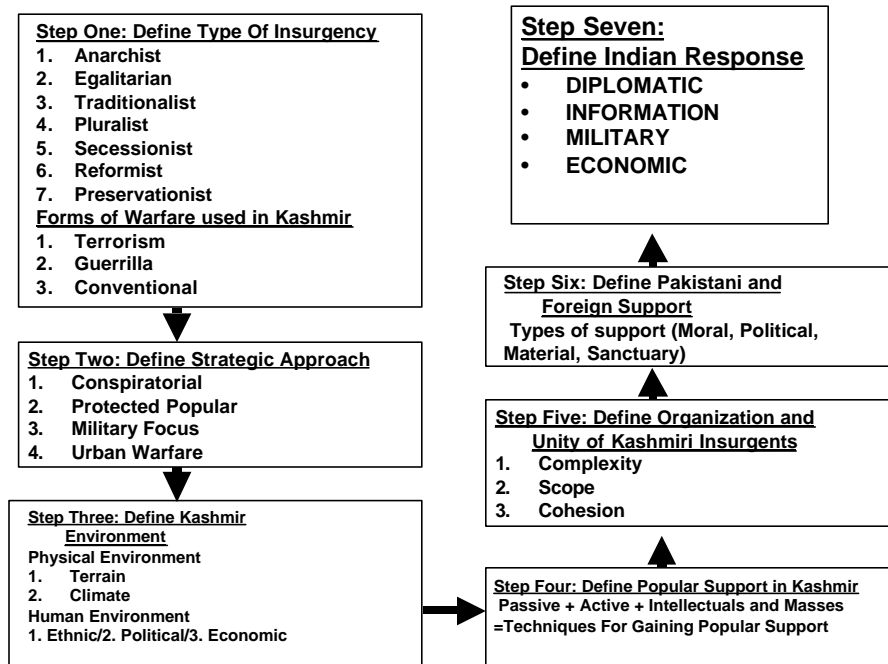 Step One: Define Type Of Insurgency
1. Anarchist
2. Egalitarian
3. Traditionalist
4. Pluralist
5. Secessionist
6. Reformist
7. Preservationist
Forms of Warfare used in Kashmir
1. Terrorism
2. Guerrilla
3. Conventional
Step Two: Define Strategic Approach
1. Conspiratorial
2. Protected Popular
3. Military Focus
4. Urban Warfare
Step Three: Define Kashmir
Environment
Physical Environment
1. Terrain
2. Climate
Human Environment
1. Ethnic/2. Political/3. Economic
Step Four: Define Popular Support in Kashmir
Passive + Active + Intellectuals and Masses
=Techniques For Gaining Popular Support
Step Five: Define Organization and
Unity of Kashmiri Insurgents
1. Complexity
2. Scope
3. Cohesion
Step Six: Define Pakistani and
Foreign Support
Types of support (Moral, Political,
Material, Sanctuary)
Step Seven:
Define Indian Response
• DIPLOMATIC
• INFORMATION
• MILITARY
• ECONOMIC